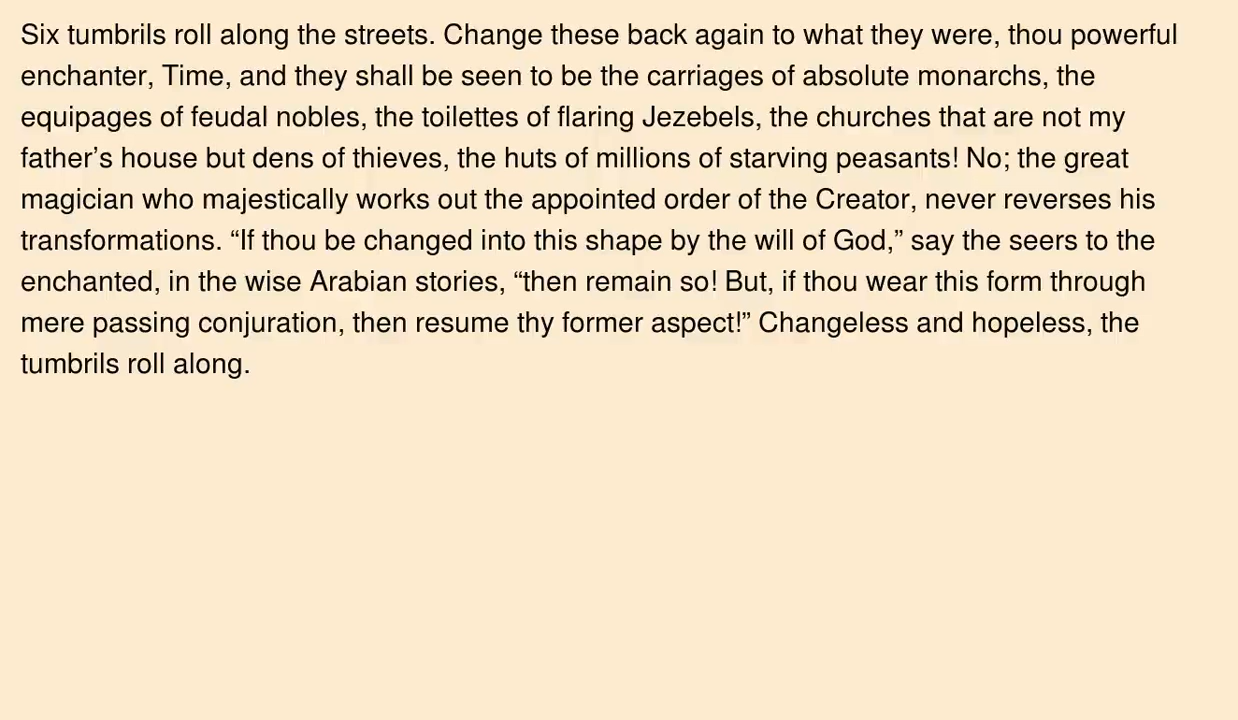 Six tumbrils roll along the streets. Change these back again to what they were, thou powerful
enchanter, Time, and they shall be seen to be the carriages of absolute monarchs, the
equipages of feudal nobles, the toilettes of flaring Jezebels, the churches that are not my
father’s house but dens of thieves, the huts of millions of starving peasants! No; the great
magician who majestically works out the appointed order of the Creator, never reverses his
transformations. “If thou be changed into this shape by the will of God,” say the seers to the
enchanted, in the wise Arabian stories, “then remain so! But, if thou wear this form through
mere passing conjuration, then resume thy former aspect!” Changeless and hopeless, the
tumbrils roll along.